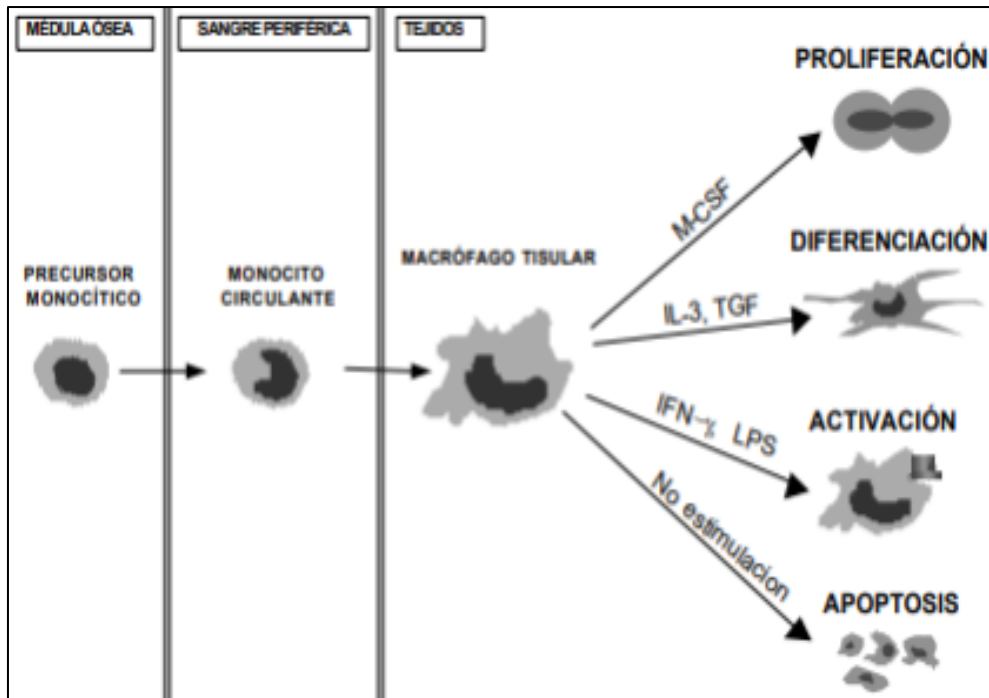 MÉDULA ÓSEA
SANGRE PERIFÉRICA
TEJIDOS
PRECURSOR
MONOCÍTICO
MONOCITO
CIRCULANTE
MACRÓFAGO TISULAR
M-CSF
PROLIFERACIÓN
IL-3, TGF
DIFERENCIACIÓN
IFN- LPS
ACTIVACIÓN
No estimulacion
APOPTOSIS